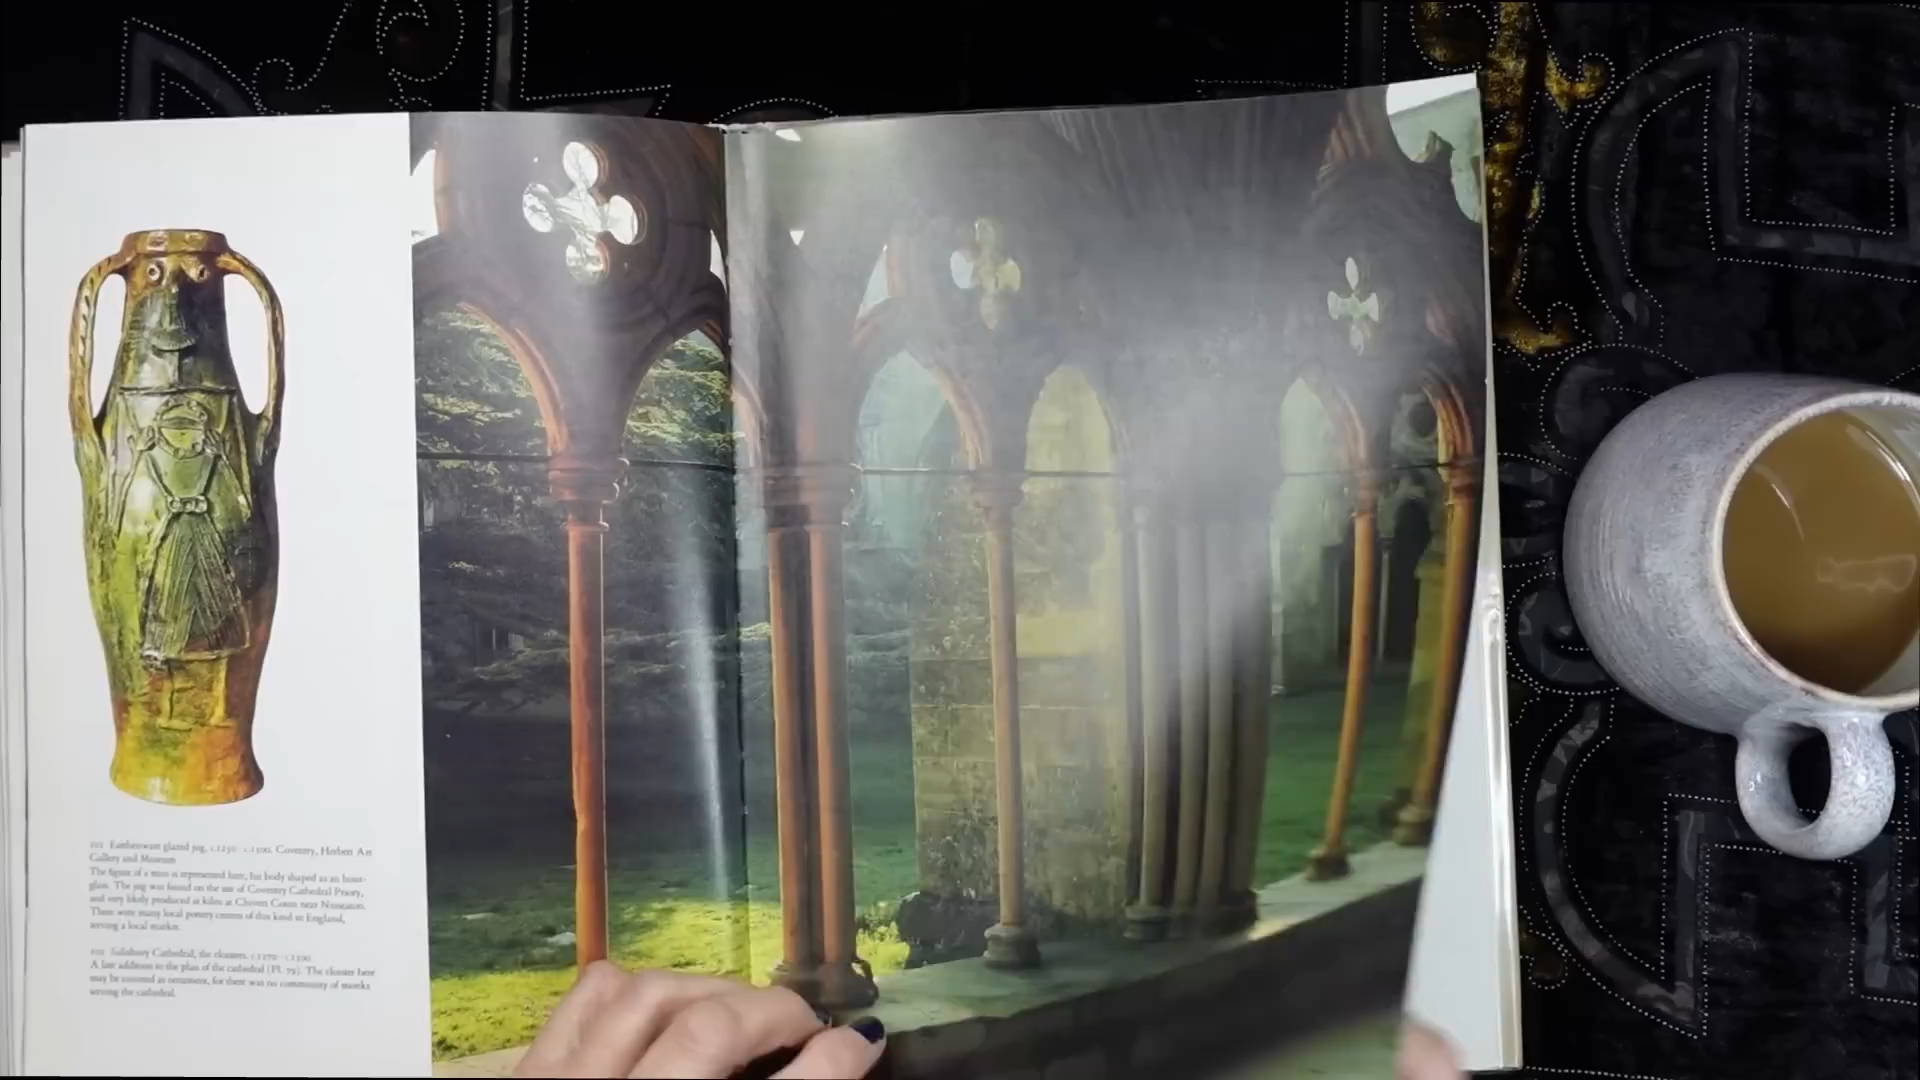 101 Earthenware glazed jug, c.1250–c.1300. Coventry, Herbert Art
Gallery and Museum
The figure of a man is represented here, his body shaped as an hour-
glass. The jug was found on the site of Coventry Cathedral Priory,
and very likely produced at kilns at Chilvers Coton near Nuneaton.
There were many local pottery centres of this kind in England,
serving a local market.
Salisbury Cathedral, the cloisters, c.1270–c.1300.
A late addition to the plan of the cathedral (Pl. 79). The cloister here
may be as ornament, for there was no community of monks
serving the cathedral.